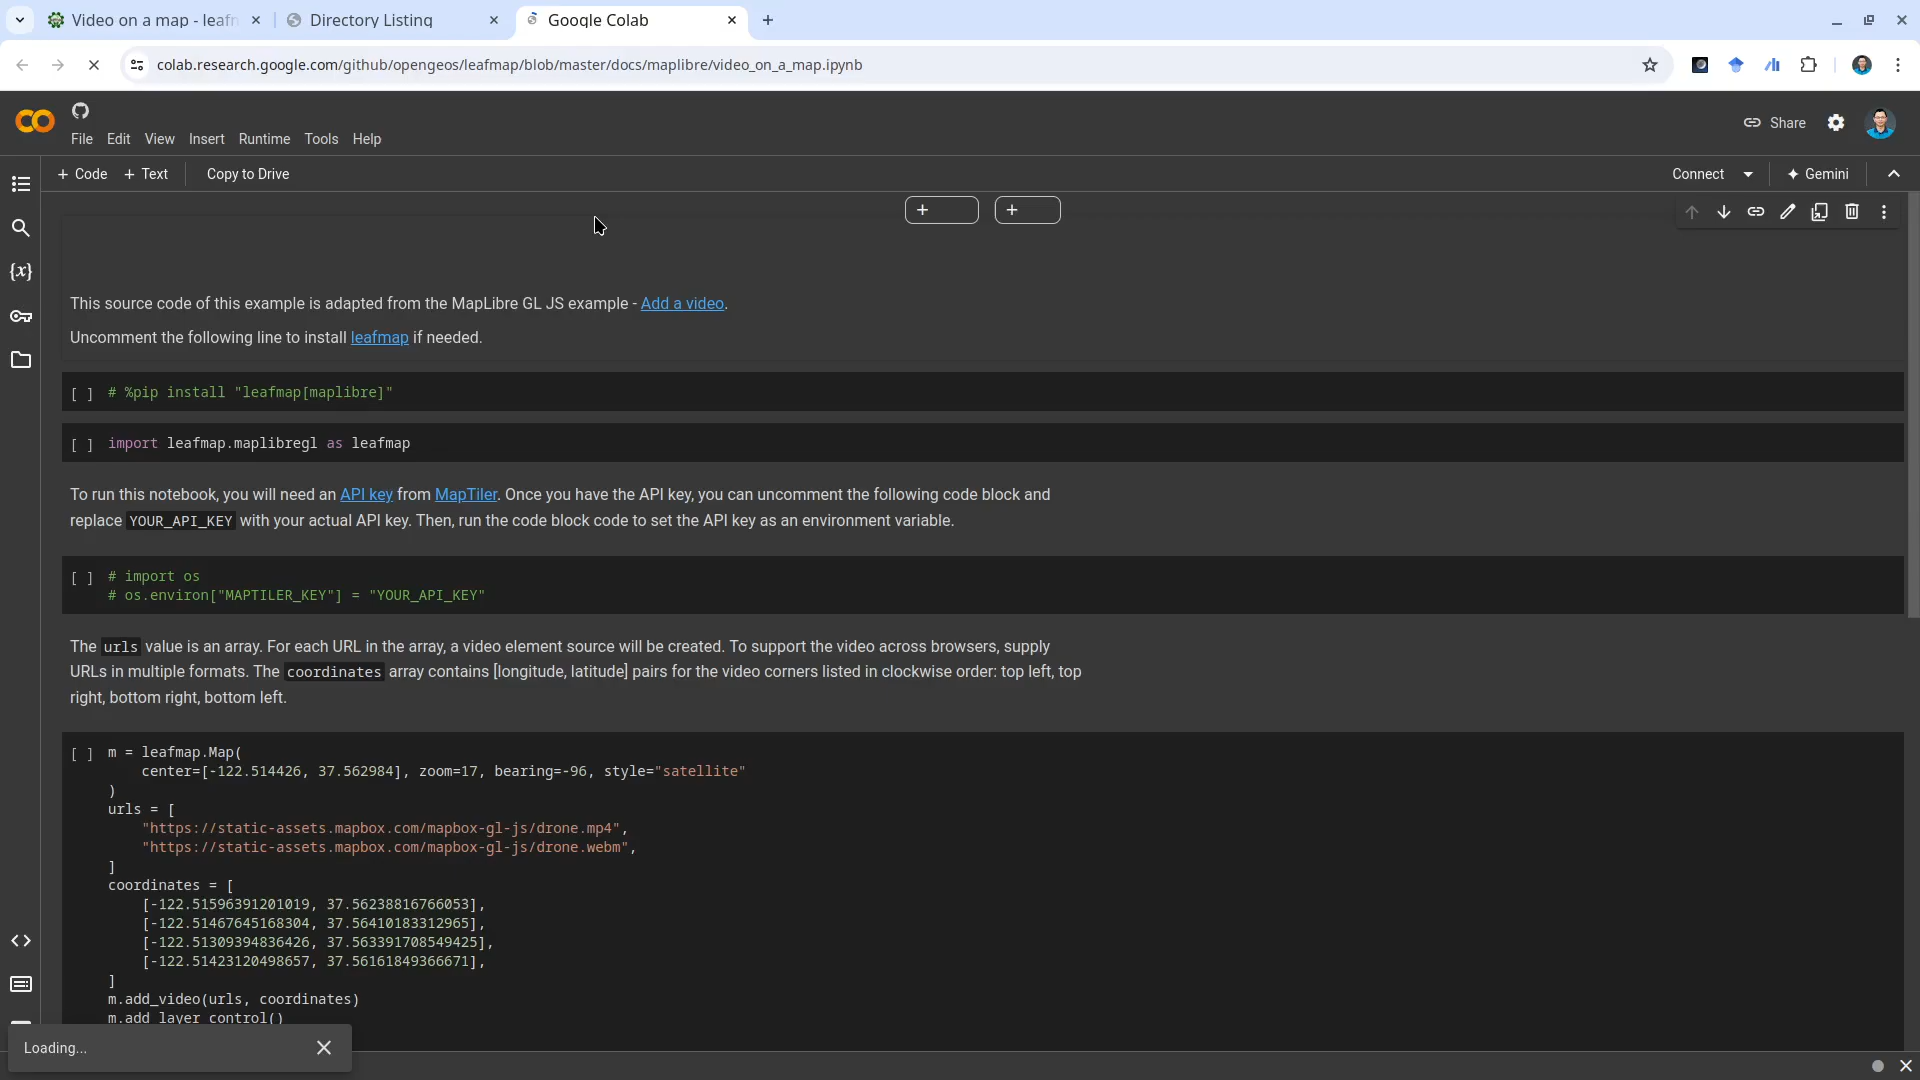 Video on a map - leafn
Directory Listing
Google Colab
colab.research.google.com/github/opengeos/leafmap/blob/master/docs/maplibre/video_on_a_map.ipynb
File Edit View Insert Runtime Tools Help
Share
+ Code + Text Copy to Drive
Connect
Gemini
This source code of this example is adapted from the MapLibre GL JS example - Add a video.
Uncomment the following line to install leafmap if needed.
[ ] # %pip install "leafmap[maplibre]"
[ ] import leafmap.maplibregl as leafmap
To run this notebook, you will need an API key from MapTiler. Once you have the API key, you can uncomment the following code block and
replace YOUR_API_KEY with your actual API key. Then, run the code block code to set the API key as an environment variable.
[ ] # import os
# os.environ["MAPTILER_KEY"] = "YOUR_API_KEY"
The urls value is an array. For each URL in the array, a video element source will be created. To support the video across browsers, supply
URLs in multiple formats. The coordinates array contains [longitude, latitude] pairs for the video corners listed in clockwise order: top left, top
right, bottom right, bottom left.
[ ] m = leafmap.Map(
center=[-122.514426, 37.562984], zoom=17, bearing=-96, style="satellite"
)
urls = [
"https://static-assets.mapbox.com/mapbox-gl-js/drone.mp4",
"https://static-assets.mapbox.com/mapbox-gl-js/drone.webm",
]
coordinates = [
[-122.51596391201019, 37.56238816766053],
[-122.51467645168304, 37.56410183312965],
[-122.51309394836426, 37.563391708549425],
[-122.51423120498657, 37.56161849366671],
]
m.add_video(urls, coordinates)
m.add_layer_control()
Loading...